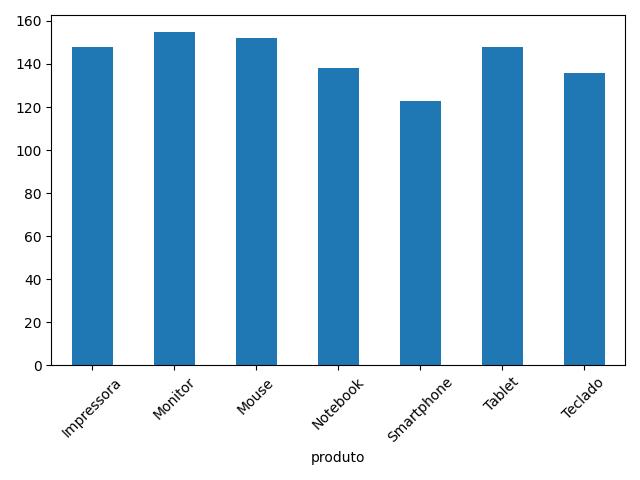 160
140
120
100
80
60
40
20
0
Impressora
Monitor
Mouse
Notebook
Smartphone
Tablet
Teclado
produto